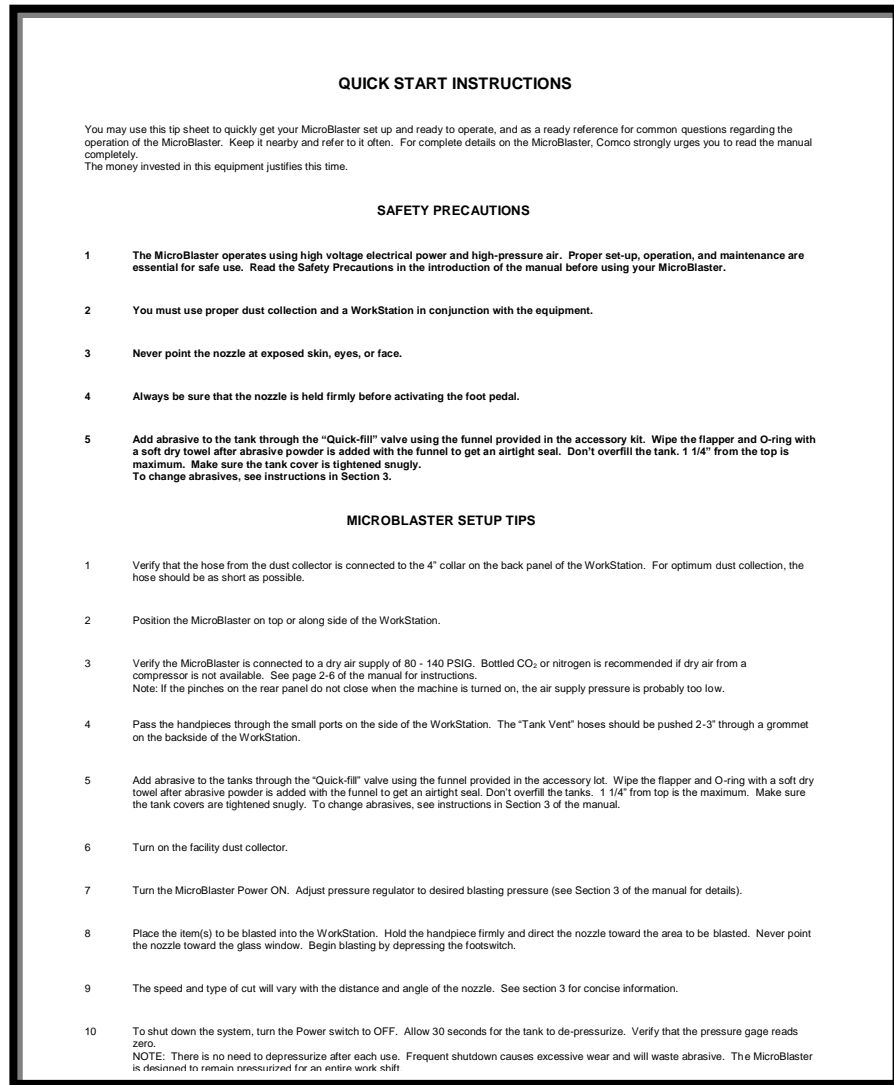 QUICK START INSTRUCTIONS
You may use this tip sheet to quickly get your MicroBlaster set up and ready to operate, and as a ready reference for common questions regarding the
operation of the MicroBlaster. Keep it nearby and refer to it often. For complete details on the MicroBlaster, Comco strongly urges you to read the manual
completely.
The money invested in this equipment justifies this time.
SAFETY PRECAUTIONS
1 The MicroBlaster operates using high voltage electrical power and high-pressure air. Proper set-up, operation, and maintenance are
essential for safe use. Read the Safety Precautions in the introduction of the manual before using your MicroBlaster.
2 You must use proper dust collection and a WorkStation in conjunction with the equipment.
3 Never point the nozzle at exposed skin, eyes, or face.
4 Always be sure that the nozzle is held firmly before activating the foot pedal.
5 Add abrasive to the tank through the “Quick-fill” valve using the funnel provided in the accessory kit. Wipe the flapper and O-ring with
a soft dry towel after abrasive powder is added with the funnel to get an airtight seal. Don’t overfill the tank. 1 1/4” from the top is
maximum. Make sure the tank cover is tightened snugly.
To change abrasives, see instructions in Section 3.
MICROBLASTER SETUP TIPS
1 Verify that the hose from the dust collector is connected to the 4” collar on the back panel of the WorkStation. For optimum dust collection, the
hose should be as short as possible.
2 Position the MicroBlaster on top or along side of the WorkStation.
3 Verify the MicroBlaster is connected to a dry air supply of 80 - 140 PSIG. Bottled CO₂ or nitrogen is recommended if dry air from a
compressor is not available. See page 2-6 of the manual for instructions.
Note: If the pinches on the rear panel do not close when the machine is turned on, the air supply pressure is probably too low.
4 Pass the handpieces through the small ports on the side of the WorkStation. The “Tank Vent” hoses should be pushed 2-3” through a grommet
on the backside of the WorkStation.
5 Add abrasive to the tanks through the “Quick-fill” valve using the funnel provided in the accessory lot. Wipe the flapper and O-ring with a soft dry
towel after abrasive powder is added with the funnel to get an airtight seal. Don’t overfill the tanks. 1 1/4” from top is the maximum. Make sure
the tank covers are tightened snugly. To change abrasives, see instructions in Section 3 of the manual.
6 Turn on the facility dust collector.
7 Turn the MicroBlaster Power ON. Adjust pressure regulator to desired blasting pressure (see Section 3 of the manual for details).
8 Place the item(s) to be blasted into the WorkStation. Hold the handpiece firmly and direct the nozzle toward the area to be blasted. Never point
the nozzle toward the glass window. Begin blasting by depressing the footswitch.
9 The speed and type of cut will vary with the distance and angle of the nozzle. See section 3 for concise information.
10 To shut down the system, turn the Power switch to OFF. Allow 30 seconds for the tank to de-pressurize. Verify that the pressure gage reads
zero.
NOTE: There is no need to depressurize after each use. Frequent shutdown causes excessive wear and will waste abrasive. The MicroBlaster
is designed to remain pressurized for an entire work shift.